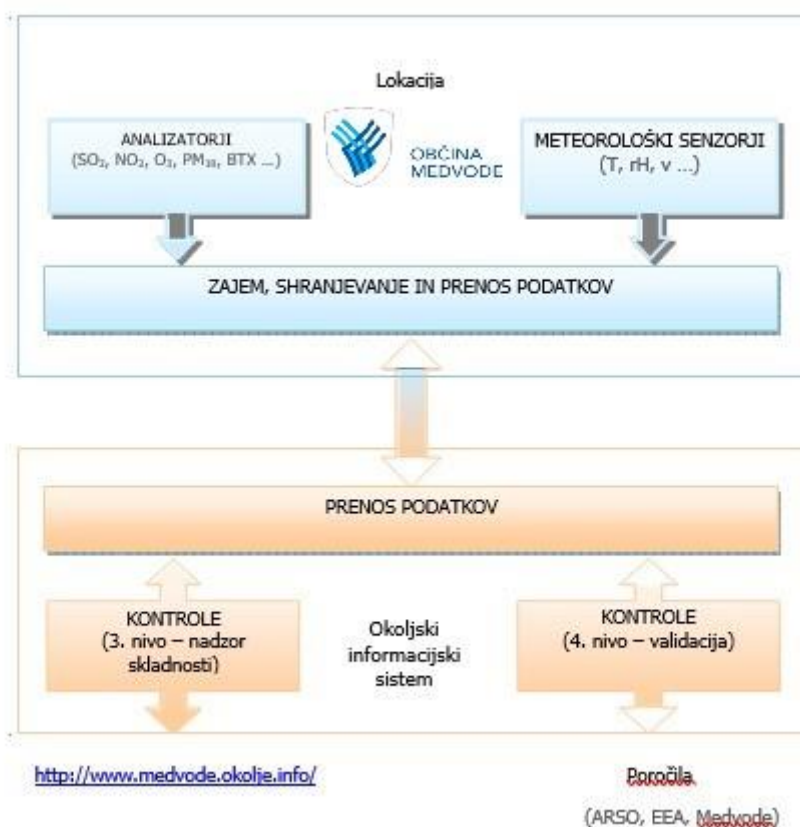 Lokacija
ANALIZATORJI
(SO₂, NO₂, O₃, PM₁₀, BTX ...)
OBČINA
MEDVODE
METEOROLOŠKI SENZORJI
(T, rH, v ...)
ZAJEM, SHRANJEVANJE IN PRENOS PODATKOV
PRENOS PODATKOV
KONTROLE
(3. nivo – nadzor
skladnosti)
Okoljski
informacijski
sistem
KONTROLE
(4. nivo – validacija)
http://www.medvode.okolje.info/
Poročila
(ARSO, EEA, Medvode)